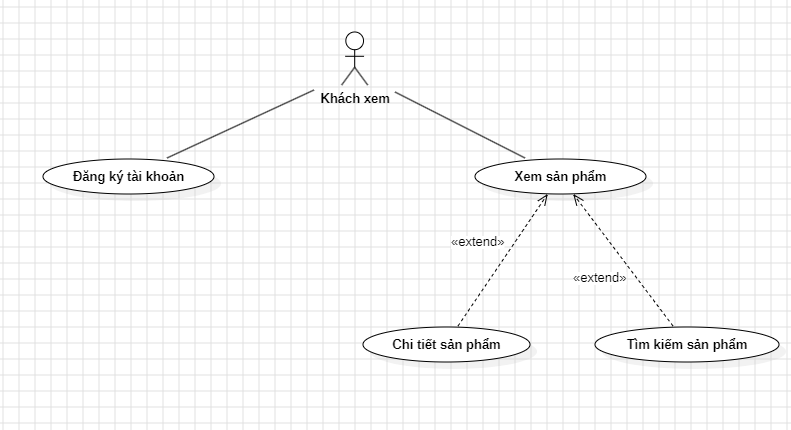 Khách xem
Đăng ký tài khoản
Xem sản phẩm
«extend»
«extend»
Chi tiết sản phẩm
Tìm kiếm sản phẩm